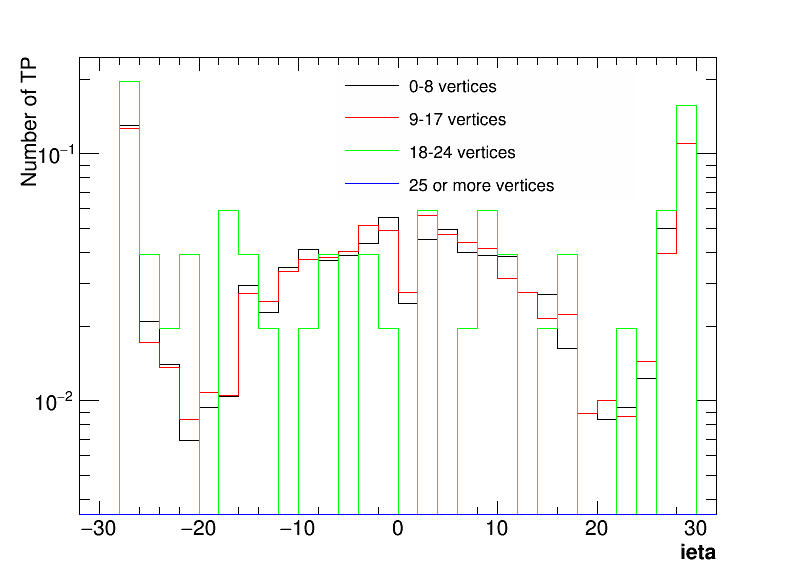 Number of TP
0-8 vertices
9-17 vertices
18-24 vertices
25 or more vertices
10⁻¹
10⁻²
−30 −20 −10 0 10 20 30
ieta